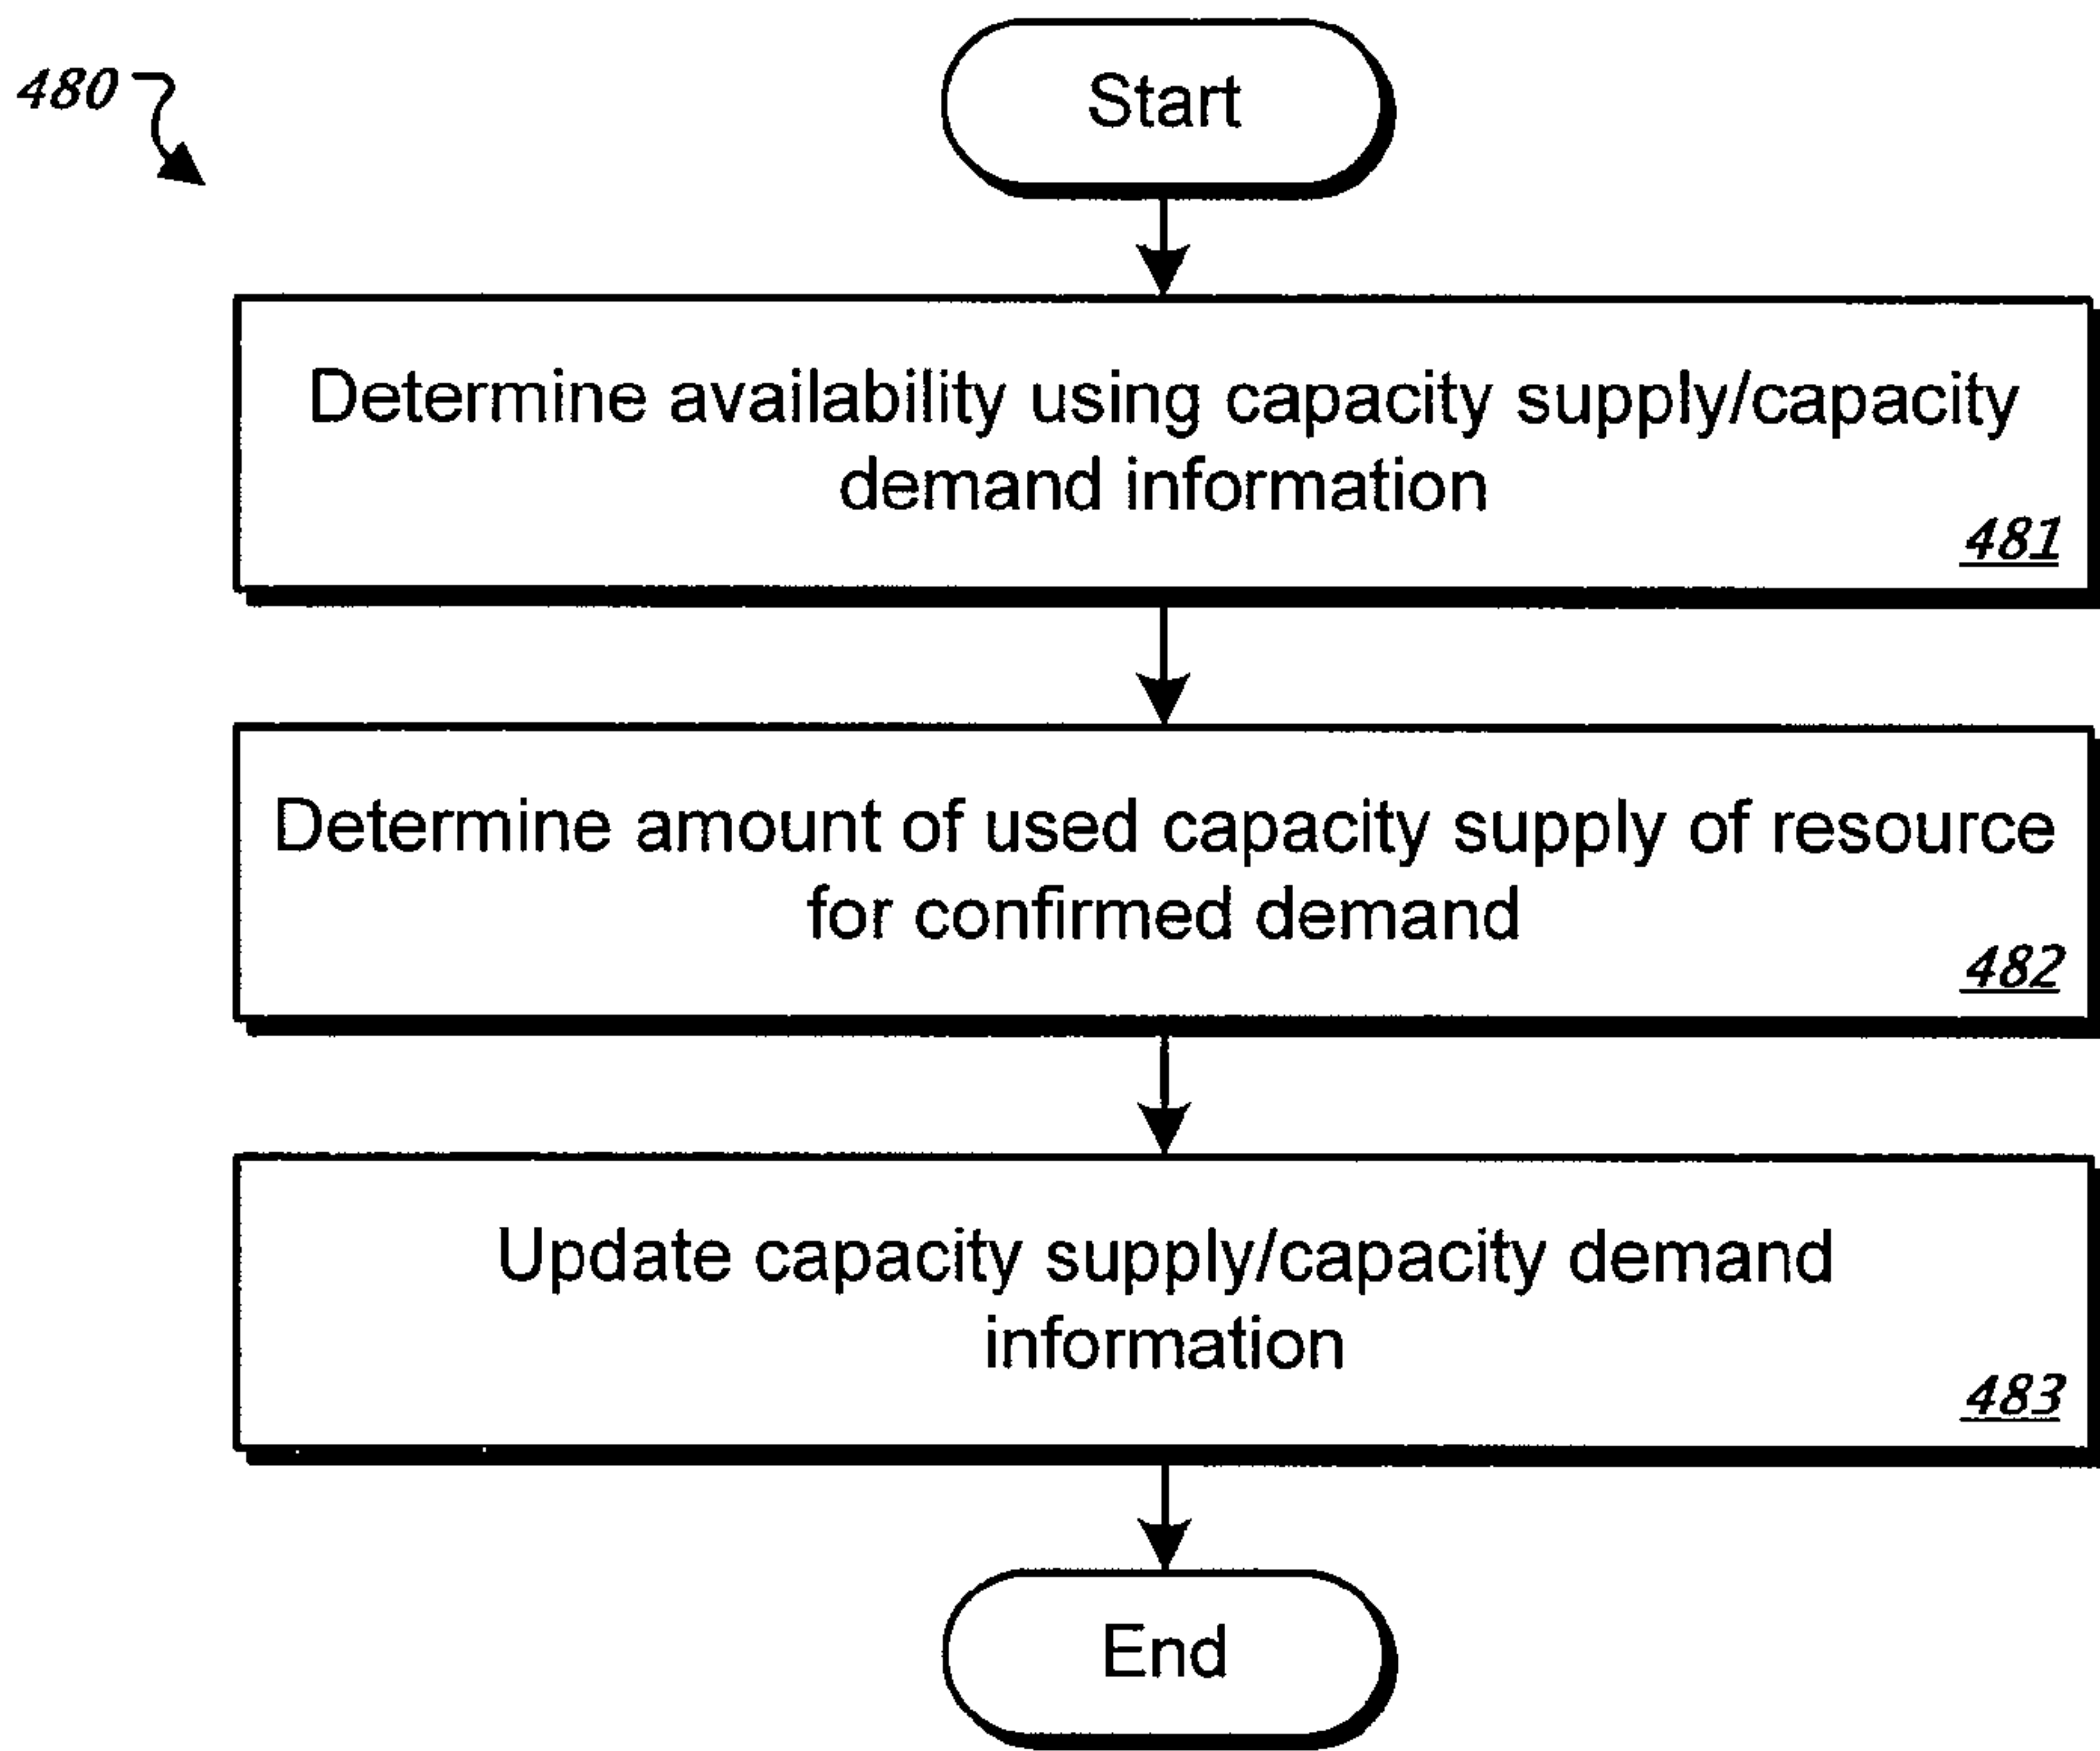 480
Start
Determine availability using capacity supply/capacity
demand information
481
Determine amount of used capacity supply of resource
for confirmed demand
482
Update capacity supply/capacity demand
information
483
End